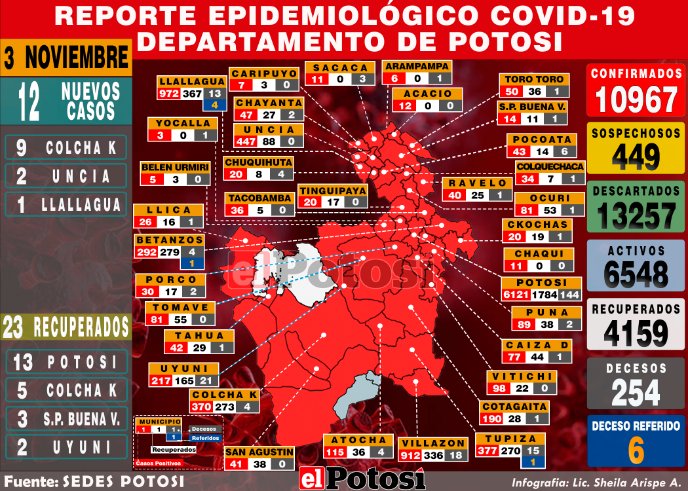 REPORTE EPIDEMIOLÓGICO COVID-19
DEPARTAMENTO DE POTOSI
3 NOVIEMBRE
12 NUEVOS CASOS
9 COLCHA K
2 UNCIA
1 LLALLAGUA
23 RECUPERADOS
13 POTOSI
5 COLCHA K
3 S.P. BUENA V.
2 UYUNI
LLALLAGUA
972 367 13
4
CARIPUYO
7 3 0
SACACA
11 0 3
ARAMPAMPA
6 0 1
ACACIO
12 0 0
TORO TORO
50 36 1
S.P. BUENA V.
14 11 1
YOCALLA
3 0 1
CHAYANTA
47 27 2
UNCIA
447 88 0
POCOATA
43 14 6
BELEN URMIRI
5 3 0
CHUQUIHUTA
20 8 4
COLQUECHACA
34 7 1
TACOBAMBA
36 5 0
TINGUIPAYA
20 17 0
RAVELO
40 25 1
OCURI
81 53 1
LLICA
26 16 1
CKOCHAS
20 19 1
BETANZOS
292 279 4
1
CHAQUI
11 0 0
PORCO
30 17 2
POTOSI
6121 1784 144
TOMAVE
81 55 0
PUNA
89 38 2
TAHUA
42 29 1
CAIZA D
77 44 1
UYUNI
217 165 21
VITICHI
98 22 0
COLCHA K
370 273 4
COTAGAITA
190 28 1
SAN AGUSTIN
41 38 0
ATOCHA
115 36 4
VILLAZON
912 336 18
TUPIZA
377 270 15
1
MUNICIPIO
1 1 1
1
Decesos
Referidos
Recuperados
Casos Positivos
elPotosí
CONFIRMADOS
10967
SOSPECHOSOS
449
DESCARTADOS
13257
ACTIVOS
6548
RECUPERADOS
4159
DECESOS
254
DECESO REFERIDO
6
Fuente: SEDES POTOSI
elPotosí
Infografía: Lic. Sheila Arispe A.